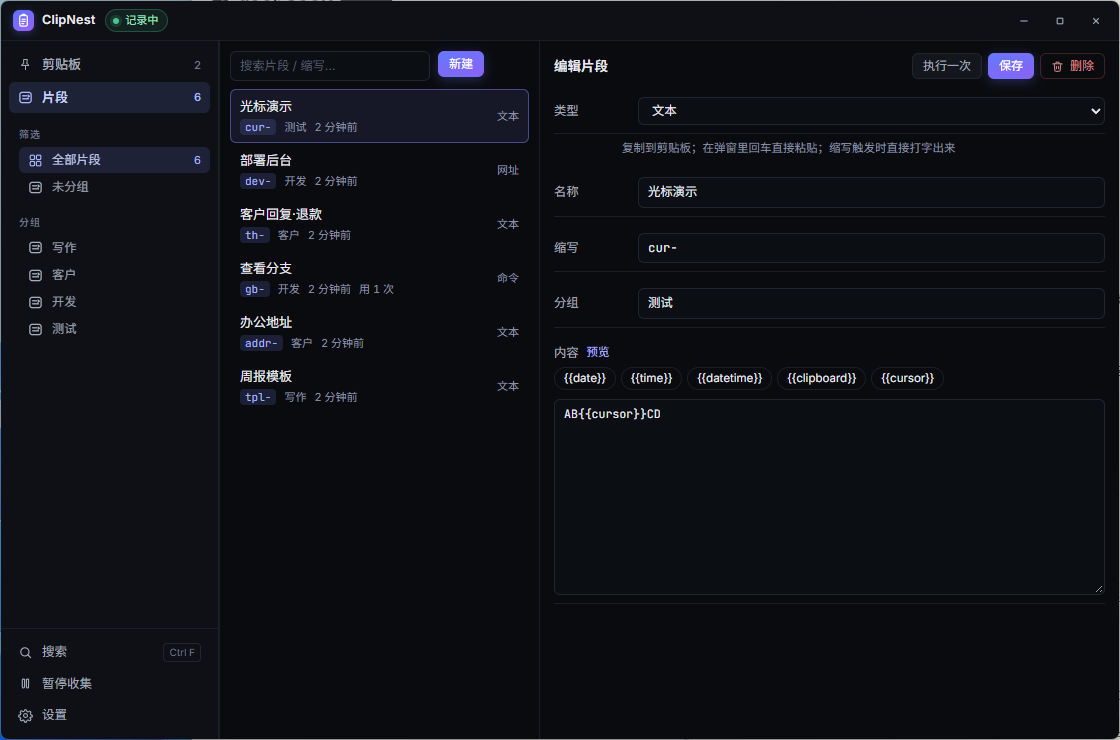 ClipNest 记录中
剪贴板 2
片段 6
筛选
全部片段 6
未分组
分组
写作
客户
开发
测试
搜索 Ctrl F
暂停收集
设置
搜索片段 / 缩写... 新建
光标演示 文本
cur- 测试 2 分钟前
部署后台 网址
dev- 开发 2 分钟前
客户回复·退款 文本
th- 客户 2 分钟前
查看分支 命令
gb- 开发 2 分钟前 用 1 次
办公地址 文本
addr- 客户 2 分钟前
周报模板 文本
tpl- 写作 2 分钟前
编辑片段 执行一次 保存 删除
类型 文本
复制到剪贴板；在弹窗里回车直接粘贴；缩写触发时直接打字出来
名称 光标演示
缩写 cur-
分组 测试
内容 预览
{{date}} {{time}} {{datetime}} {{clipboard}} {{cursor}}
AB{{cursor}}CD